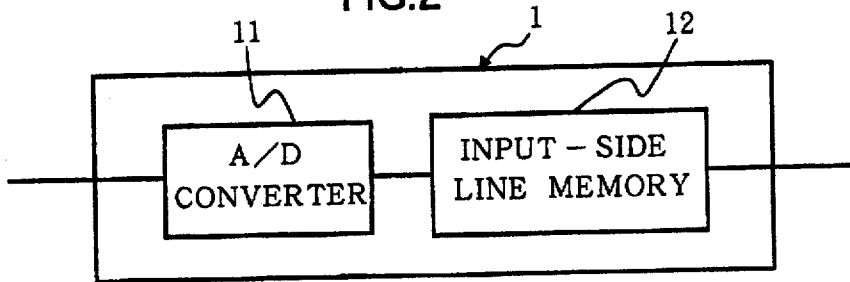 FIG.2
11
1
12
A/D
CONVERTER
INPUT-SIDE
LINE MEMORY